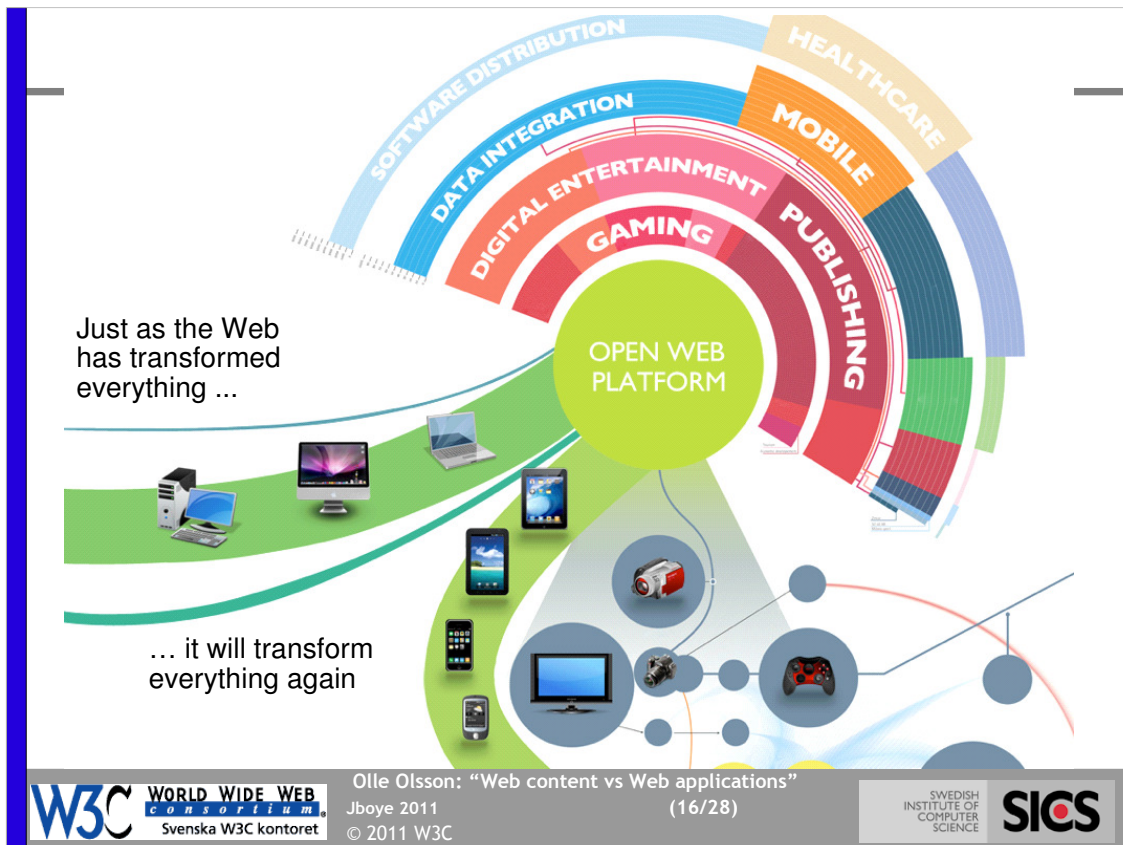 SOFTWARE DISTRIBUTION
HEALTHCARE
DATA INTEGRATION
MOBILE
DIGITAL ENTERTAINMENT
PUBLISHING
GAMING
OPEN WEB
PLATFORM
Just as the Web
has transformed
everything ...
... it will transform
everything again
W3C
WORLD WIDE WEB
consortium®
Svenska W3C kontoret
Olle Olsson: “Web content vs Web applications”
Jboye 2011 (16/28)
© 2011 W3C
SWEDISH
INSTITUTE OF
COMPUTER
SCIENCE
SICS